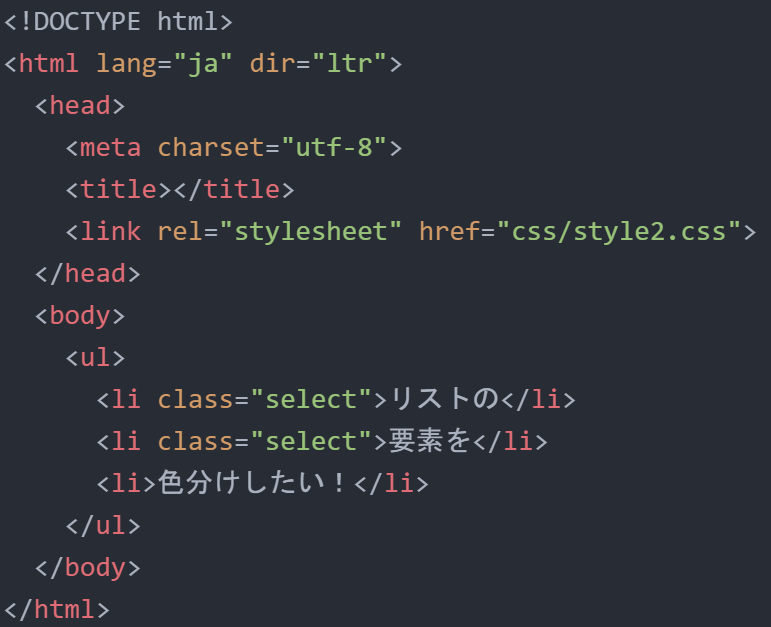 <!DOCTYPE html>
<html lang="ja" dir="ltr">
  <head>
    <meta charset="utf-8">
    <title></title>
    <link rel="stylesheet" href="css/style2.css">
  </head>
  <body>
    <ul>
      <li class="select">リストの</li>
      <li class="select">要素を</li>
      <li>色分けしたい！</li>
    </ul>
  </body>
</html>